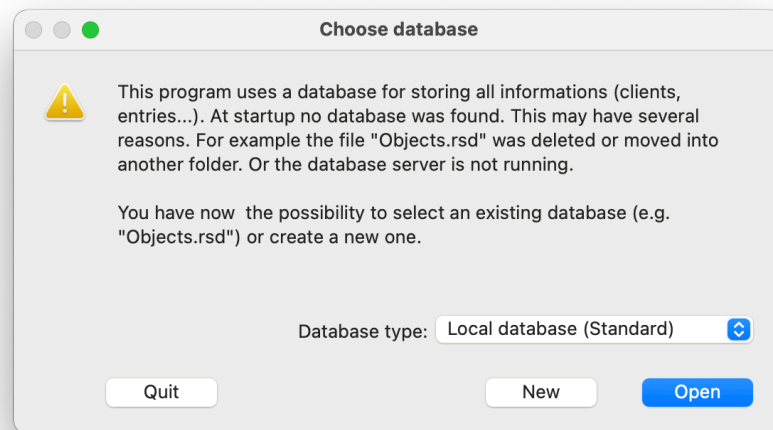 Choose database
This program uses a database for storing all informations (clients,
entries...). At startup no database was found. This may have several
reasons. For example the file "Objects.rsd" was deleted or moved into
another folder. Or the database server is not running.
You have now  the possibility to select an existing database (e.g.
"Objects.rsd") or create a new one.
Database type: Local database (Standard)
Quit New Open